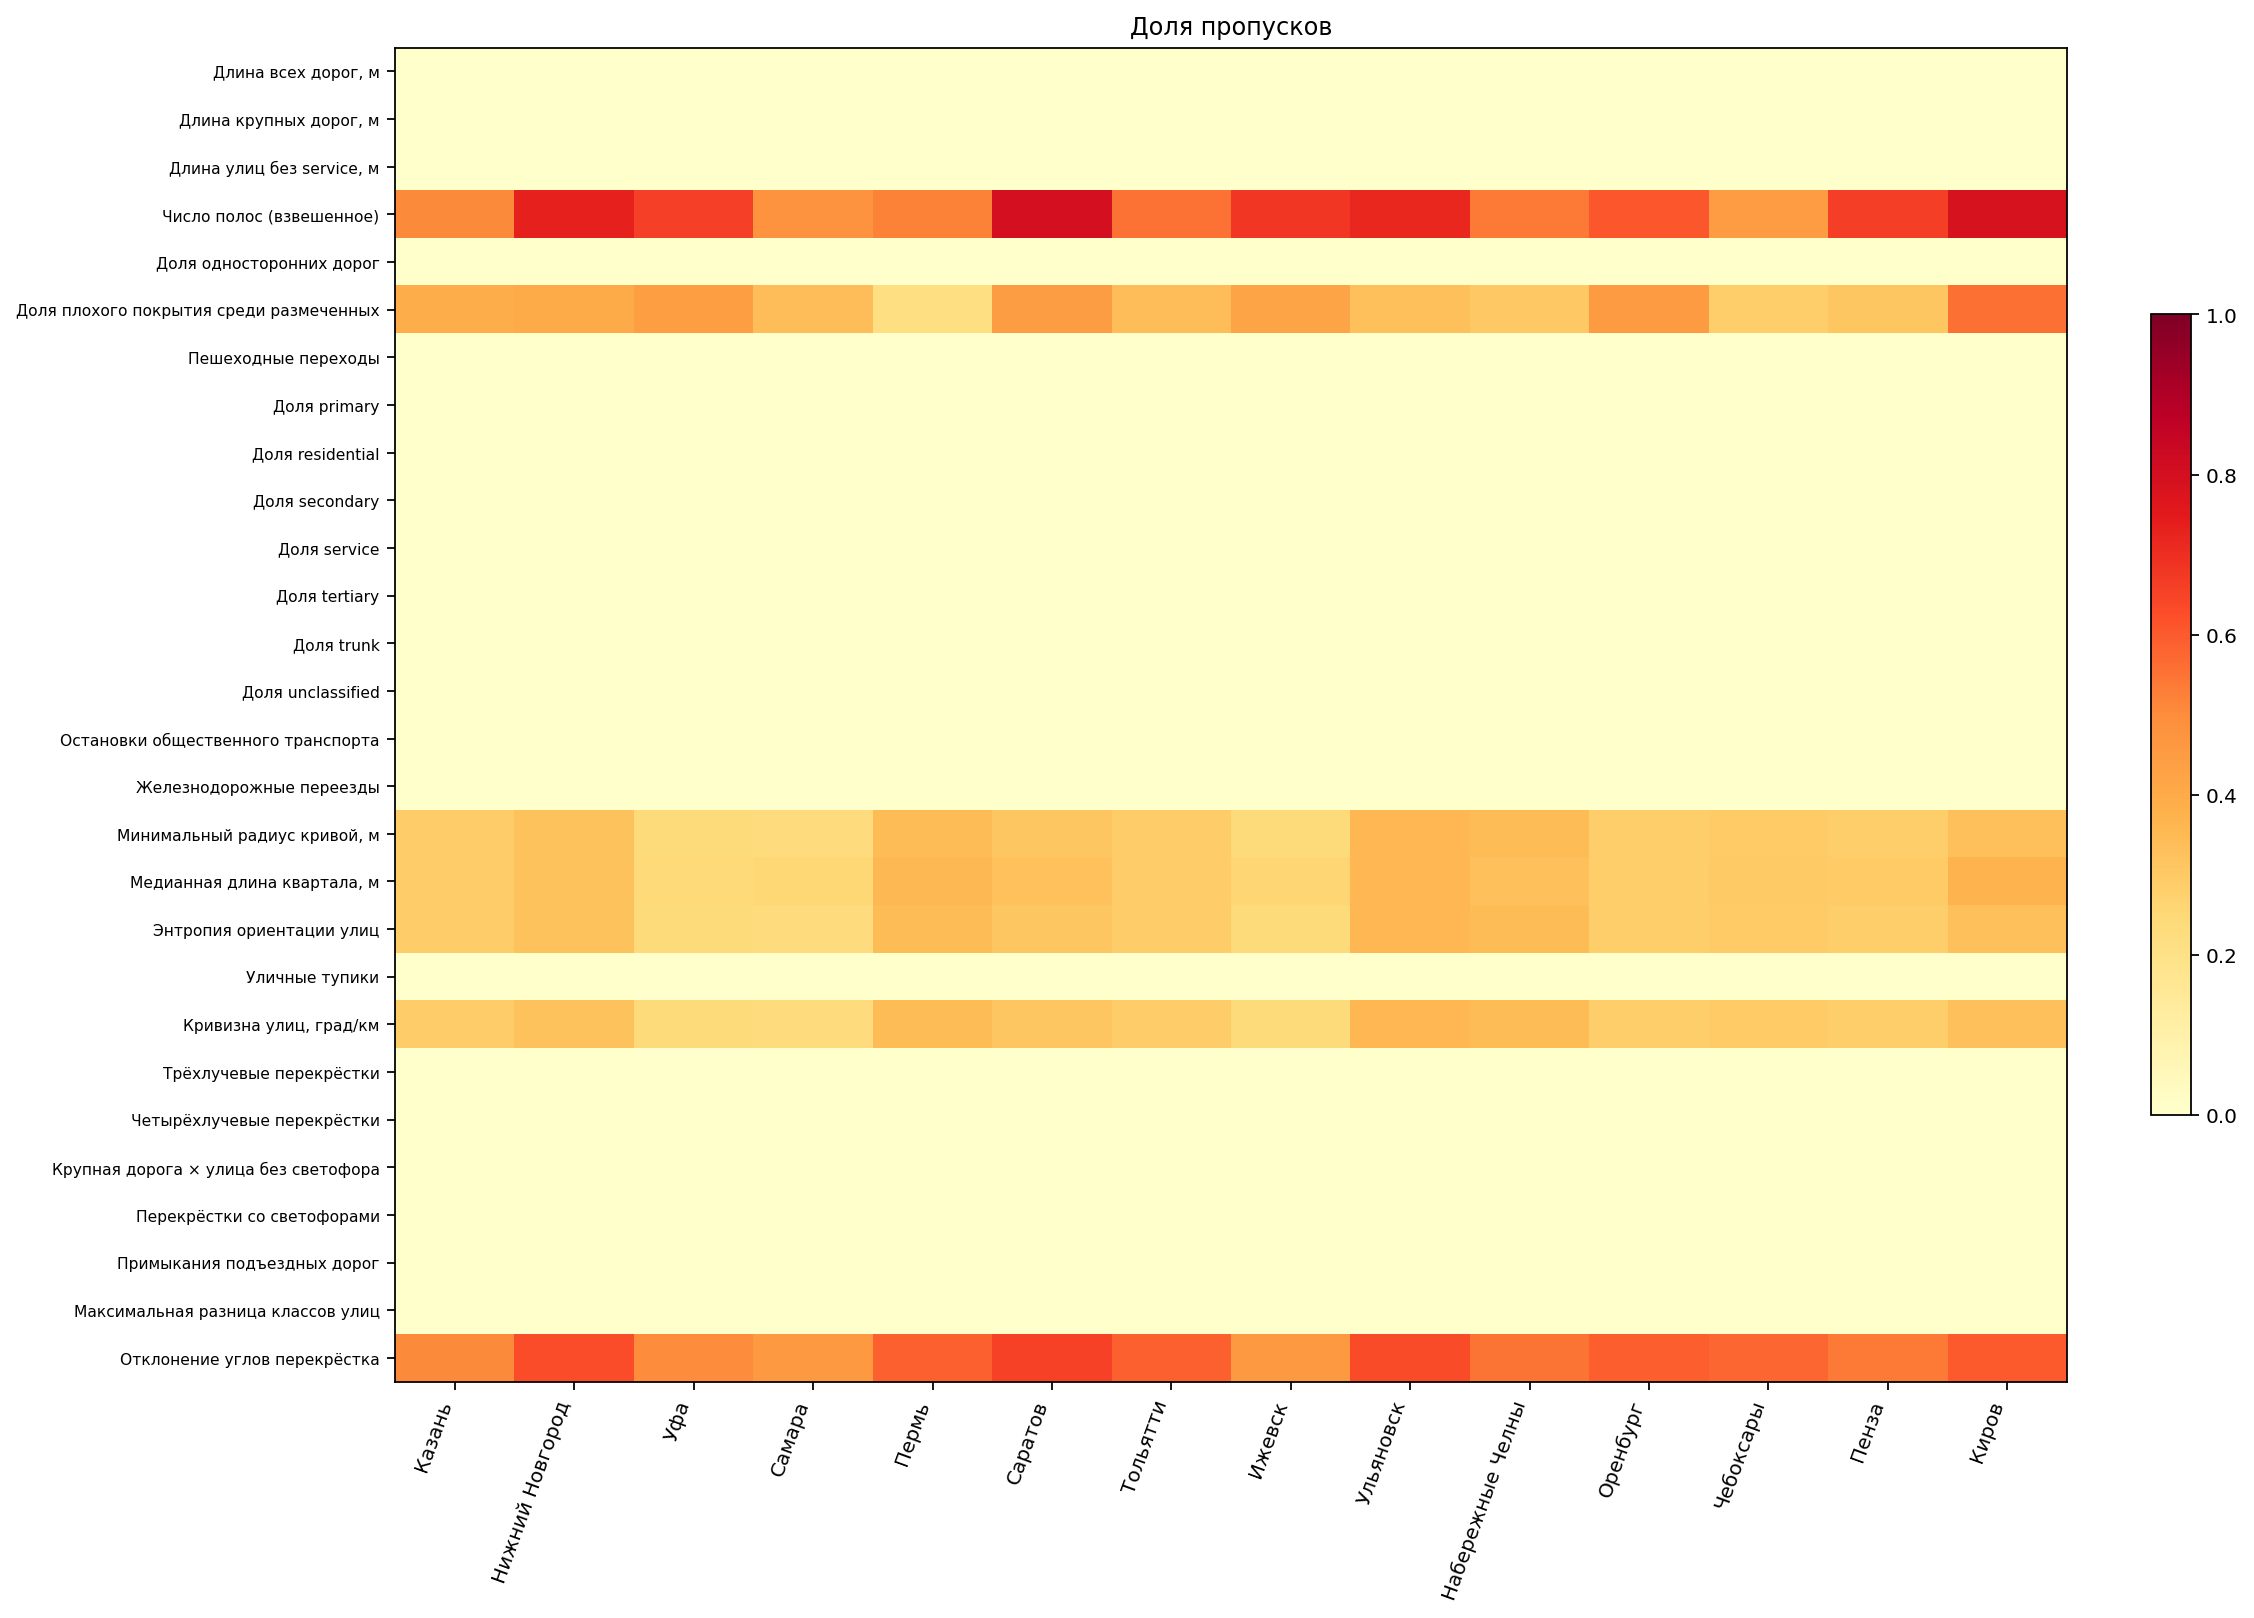 Доля пропусков
Длина всех дорог, м
Длина крупных дорог, м
Длина улиц без service, м
Число полос (взвешенное)
Доля односторонних дорог
Доля плохого покрытия среди размеченных
Пешеходные переходы
Доля primary
Доля residential
Доля secondary
Доля service
Доля tertiary
Доля trunk
Доля unclassified
Остановки общественного транспорта
Железнодорожные переезды
Минимальный радиус кривой, м
Медианная длина квартала, м
Энтропия ориентации улиц
Уличные тупики
Кривизна улиц, град/км
Трёхлучевые перекрёстки
Четырёхлучевые перекрёстки
Крупная дорога × улица без светофора
Перекрёстки со светофорами
Примыкания подъездных дорог
Максимальная разница классов улиц
Отклонение углов перекрёстка
Казань
Нижний Новгород
Уфа
Самара
Пермь
Саратов
Тольятти
Ижевск
Ульяновск
Набережные Челны
Оренбург
Чебоксары
Пенза
Киров
1.0
0.8
0.6
0.4
0.2
0.0